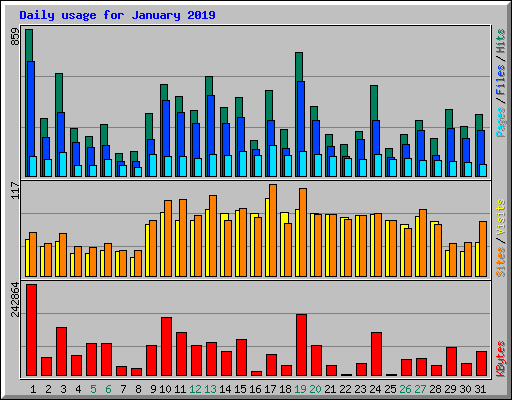 Daily usage for January 2019
859
Pages / Files / Hits
117
Sites / Visits
242864
KBytes
1 2 3 4 5 6 7 8 9 10 11 12 13 14 15 16 17 18 19 20 21 22 23 24 25 26 27 28 29 30 31